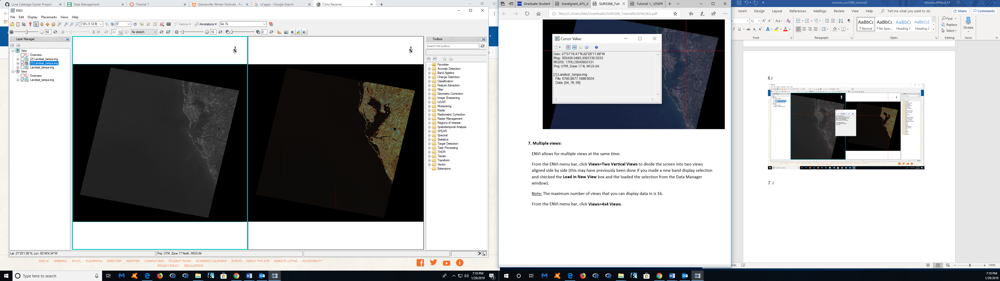 Lone Cabbage Oyster Project
Data Management
Tutorial 1
Gainesville: Winter Festivals - Fun
uf apps - Google Search
Citrix Receiver
ENVI
File Edit Display Placemarks Views Help
7.8% (1:12.9)
0°
Vectors
Annotations
Go To
50
20
No stretch
10
0
Layer Manager
View
Overview
[2] Landsat_tampa.img
[1] Landsat_tampa.img
Landsat_tampa.img
View
Overview
Landsat_tampa.img
N
N
Toolbox
Search the toolbox
Favorites
Anomaly Detection
Band Algebra
Change Detection
Classification
Feature Extraction
Filter
Geometric Correction
Image Sharpening
LiDAR
Mosaicking
Radar
Radiometric Correction
Raster Management
Regions of Interest
Spatiotemporal Analysis
SPEAR
Spectral
Statistics
Target Detection
Task Processing
THOR
Terrain
Transform
Vector
Extensions
Lat: 27°25'1.06"N, Lon: 82°48'4.34"W
Proj: UTM, Zone 17 North, WGS-84
ONE UF WEBMAIL MYUFL ELEARNING DIRECTORY WEATHER CAMPUS MAP STUDENT TOURS ACADEMIC CALENDAR EVENTS ABOUT THIS SITE WEBSITE LISTING ACCESSIBILITY
PRIVACY POLICY REGULATIONS
Type here to search
7:19 PM
1/29/2019
Graduate Student
travelgrant_AFS_d
SUR5386_Tuto
Tutorial 1_ UFAPP
file:///C:/Users/Mel/Downloads/SUR5386_Tutorial%202%20(2).pdf
Cursor Value
Geo: 27°57'19.41"N,82°28'11.69"W
Map: 355406.0493,3093130.5533
MGRS: 17RLL5540693131
Proj: UTM, Zone 17 N, WGS-84
[1] Landsat_tampa.img
File: 6780.8877,1899.6034
Data: [84, 76, 99]
7. Multiple views:
ENVI allows for multiple views at the same time.
From the ENVI menu bar, click Views>Two Vertical Views to divide the screen into two views
aligned side by side (this may have previously been done if you made a new band display selection
and checked the Load in New View box and the loaded the selection from the Data Manager
window).
Note: The maximum number of views that you can display data in is 16.
From the ENVI menu bar, click Views>4x4 Views.
moreno_sur5386_tutorial2
Moreno,Melissa M
Insert Design Layout References Mailings Review View Help Tell me what you want to do
Share
Comments
12
AaBbCc
¶ Normal
AaBbCc
¶ No Spac...
AaBbCc
Heading 1
AaBbCcC
Heading 2
Find
Replace
Select
Dictate
Font
Paragraph
Styles
Editing
Voice
6.i
7. i
100%
7:19 PM
1/29/2019